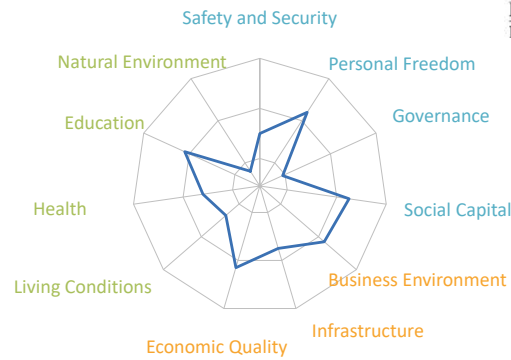 Safety and Security
Natural Environment
Personal Freedom
Education
Governance
Health
Social Capital
Living Conditions
Business Environment
Infrastructure
Economic Quality